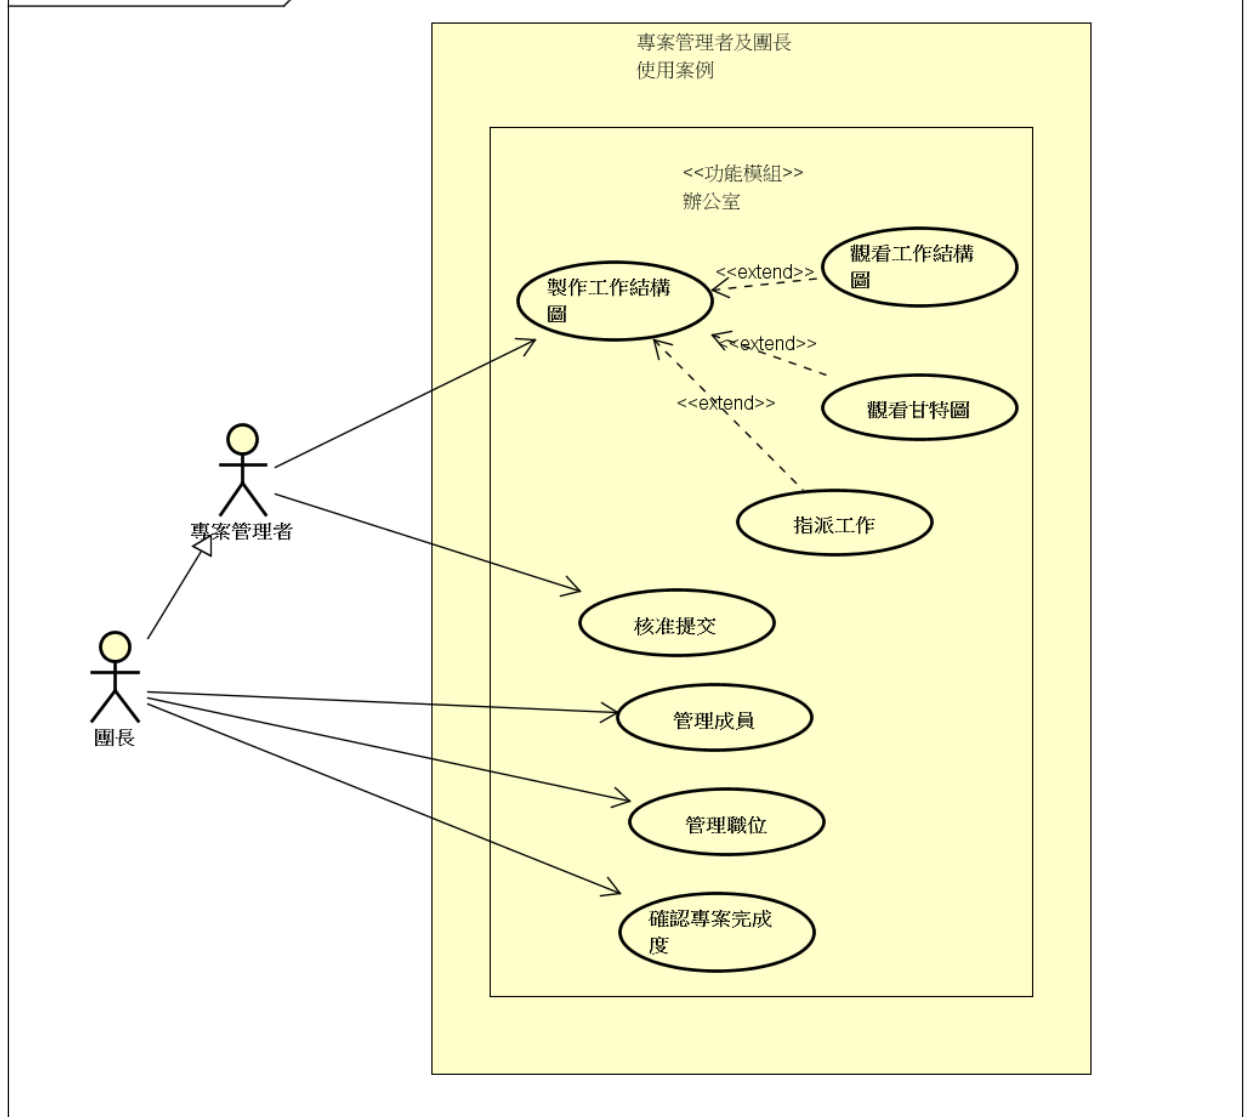 專案管理者及團長
使用案例
<<功能模組>>
辦公室
觀看工作結構
圖
<<extend>>
製作工作結構
圖
<<extend>>
<<extend>>
觀看甘特圖
指派工作
專案管理者
核准提交
管理成員
團長
管理職位
確認專案完成
度